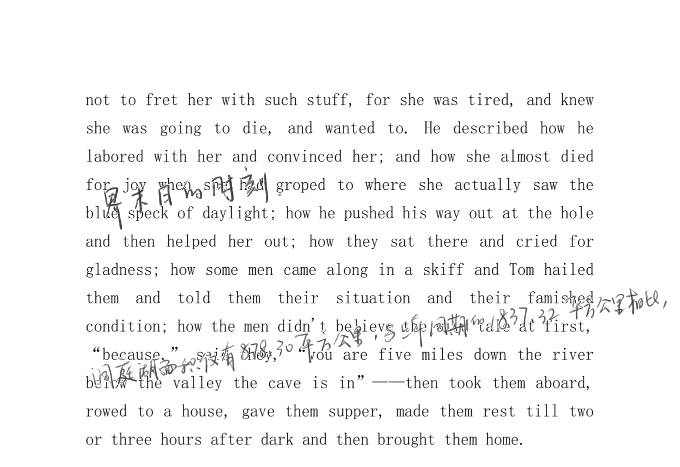 not to fret her with such stuff, for she was tired, and knew
she was going to die, and wanted to. He described how he
labored with her and convinced her; and how she almost died
for joy when she had groped to where she actually saw the
界末日的时刻
blue speck of daylight; how he pushed his way out at the hole
and then helped her out; how they sat there and cried for
gladness; how some men came along in a skiff and Tom hailed
them and told them their situation and their famished
condition; how the men didn't believe the wild tale at first,
洞庭湖面积仅有878.30平方公里,与上年同期的1837.32平方公里相比,
“because,” said they, “you are five miles down the river
below the valley the cave is in”——then took them aboard,
rowed to a house, gave them supper, made them rest till two
or three hours after dark and then brought them home.